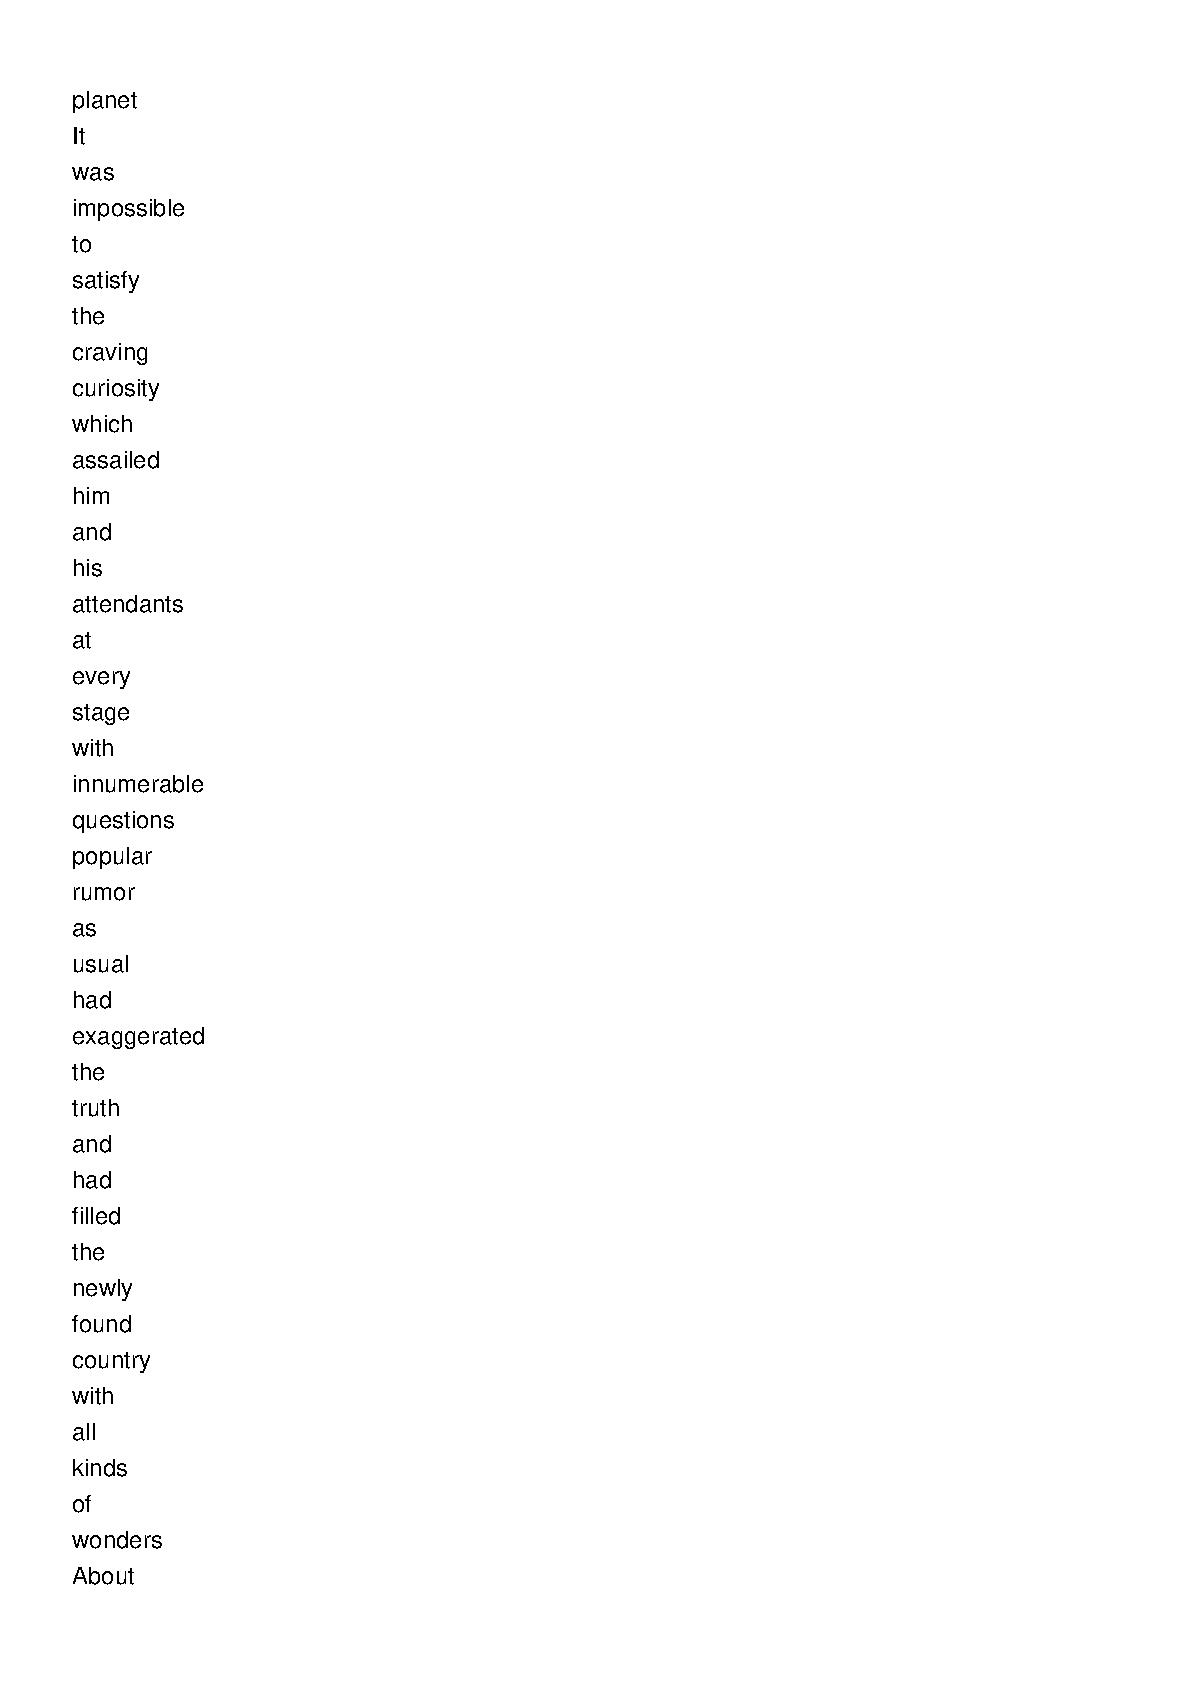 planet
It
was
impossible
to
satisfy
the
craving
curiosity
which
assailed
him
and
his
attendants
at
every
stage
with
innumerable
questions
popular
rumor
as
usual
had
exaggerated
the
truth
and
had
filled
the
newly
found
country
with
all
kinds
of
wonders
About